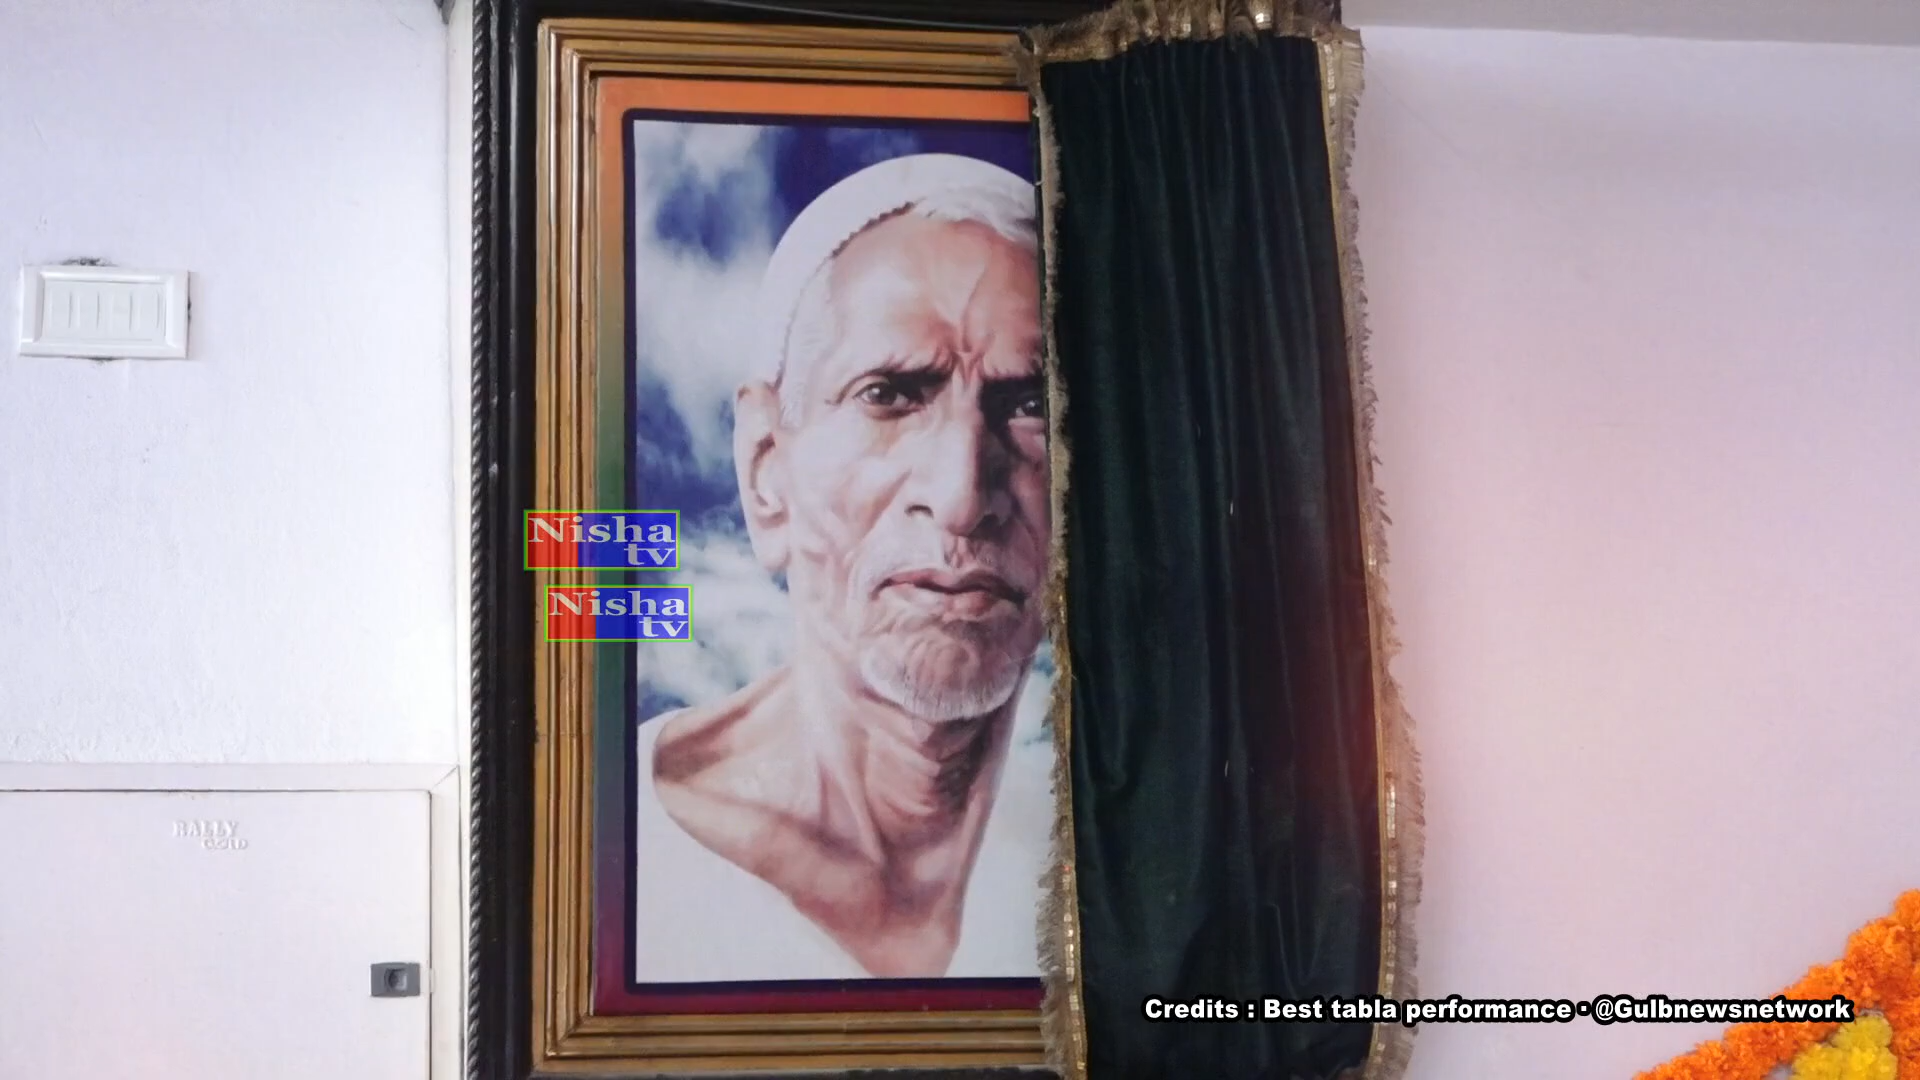 Nisha
tv
Nisha
tv
Credits : Best tabla performance · @Gulbnewsnetwork